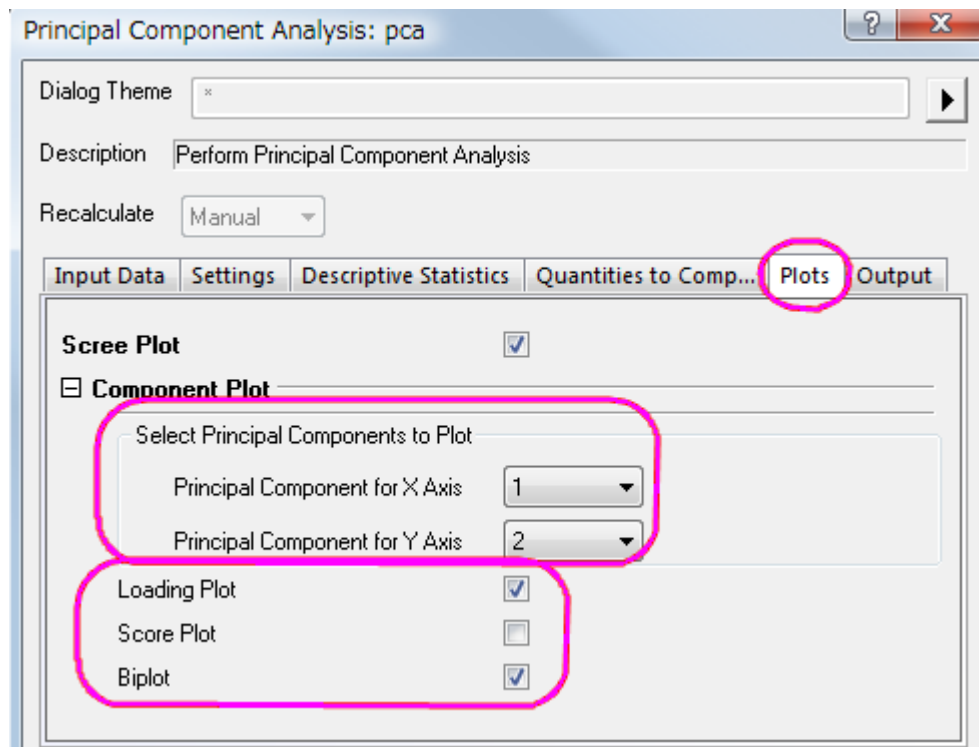 Principal Component Analysis: pca
Dialog Theme *
Description Perform Principal Component Analysis
Recalculate Manual
Input Data Settings Descriptive Statistics Quantities to Comp... Plots Output
Scree Plot
Component Plot
Select Principal Components to Plot
Principal Component for X Axis 1
Principal Component for Y Axis 2
Loading Plot
Score Plot
Biplot